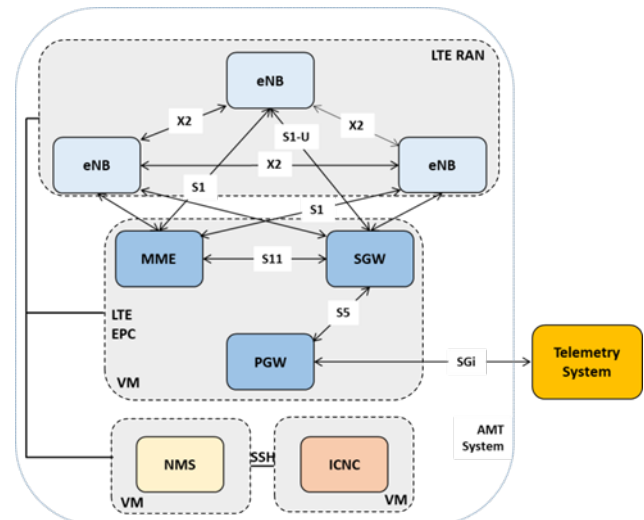 LTE RAN
eNB
X2
S1-U
X2
eNB
X2
eNB
S1
S1
MME
S11
SGW
LTE
EPC
S5
VM
PGW
SGi
Telemetry
System
AMT
System
NMS
SSH
ICNC
VM
VM